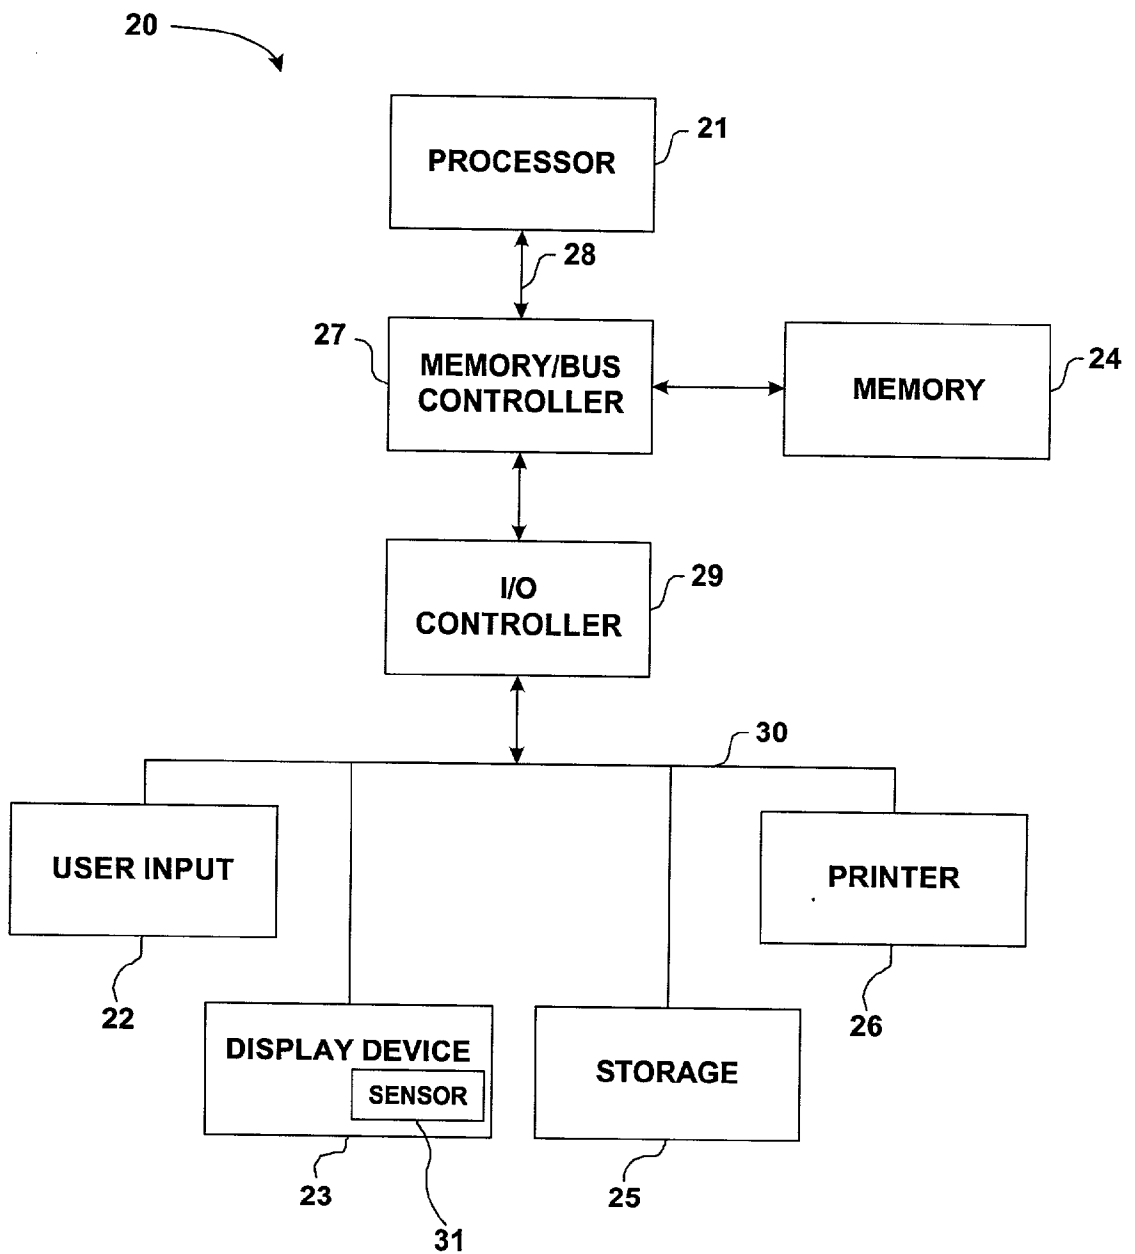 20
21
PROCESSOR
28
27
MEMORY/BUS
CONTROLLER
MEMORY
24
I/O
CONTROLLER
29
30
USER INPUT
PRINTER
22
26
DISPLAY DEVICE
SENSOR
STORAGE
23
31
25